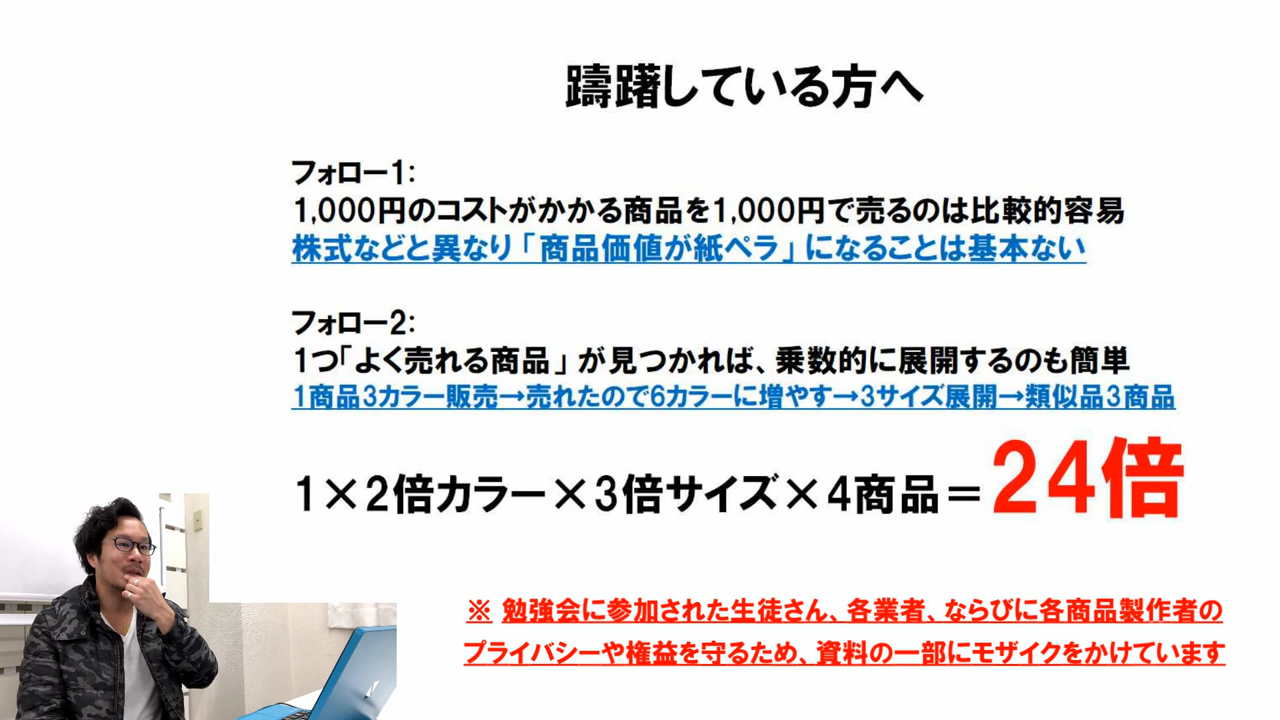 躊躇している方へ
フォロー1:
1,000円のコストがかかる商品を1,000円で売るのは比較的容易
株式などと異なり「商品価値が紙ペラ」になることは基本ない
フォロー2:
1つ「よく売れる商品」が見つかれば、乗数的に展開するのも簡単
1商品3カラー販売→売れたので6カラーに増やす→3サイズ展開→類似品3商品
1×2倍カラー×3倍サイズ×4商品＝24倍
※ 勉強会に参加された生徒さん、各業者、ならびに各商品製作者の
プライバシーや権益を守るため、資料の一部にモザイクをかけています